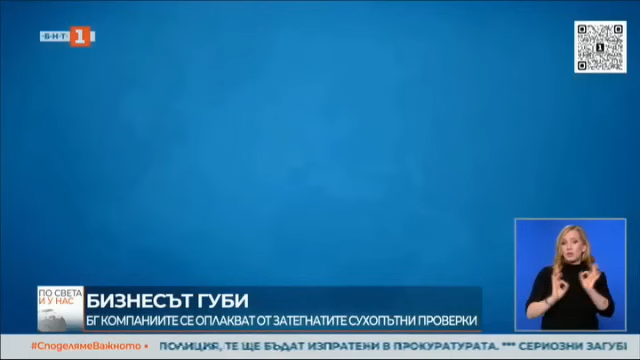 БНТ 1
ПО СВЕТА
И У НАС
БИЗНЕСЪТ ГУБИ
БГ КОМПАНИИТЕ СЕ ОПЛАКВАТ ОТ ЗАТЕГНАТИТЕ СУХОПЪТНИ ПРОВЕРКИ
#СподелямеВажното • ПОЛИЦИЯ, ТЕ ЩЕ БЪДАТ ИЗПРАТЕНИ В ПРОКУРАТУРАТА. *** СЕРИОЗНИ ЗАГУБИ